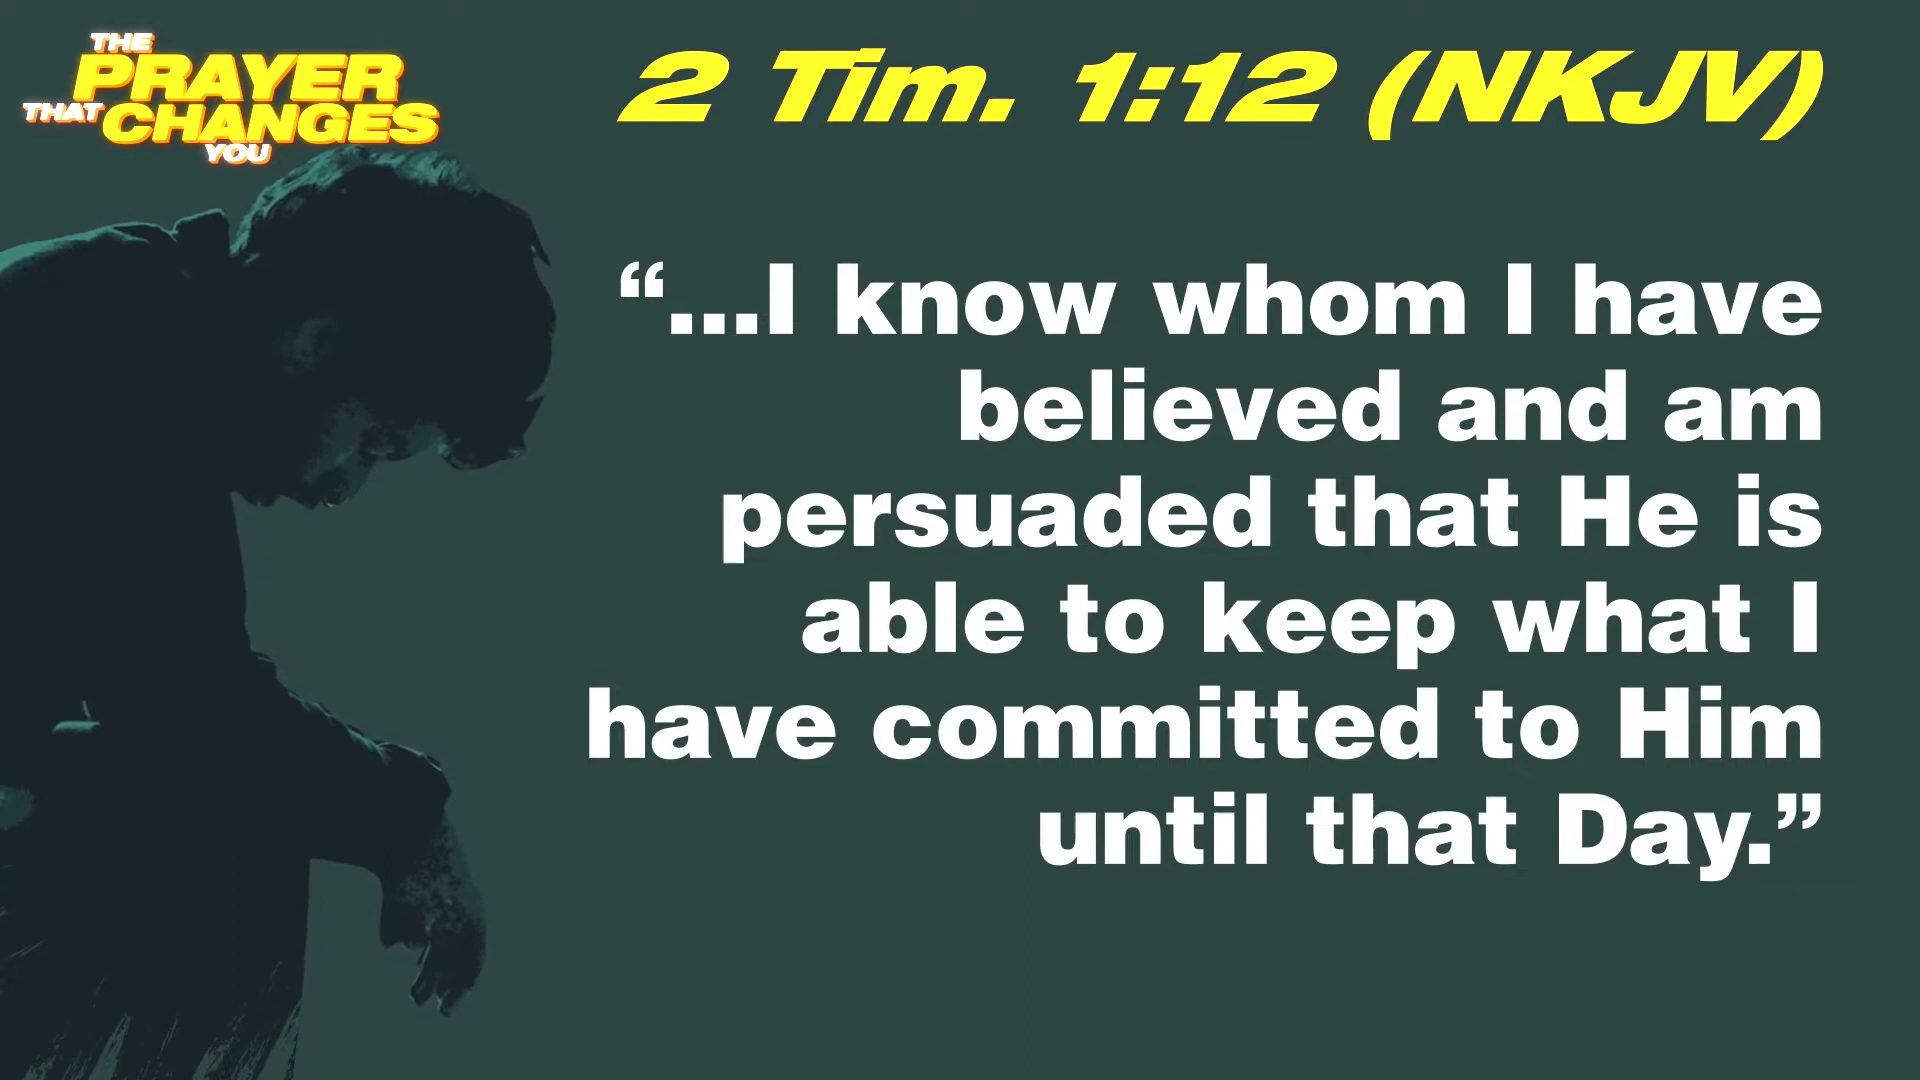 THE
PRAYER
THAT CHANGES
YOU
2 Tim. 1:12 (NKJV)
“...I know whom I have
believed and am
persuaded that He is
able to keep what I
have committed to Him
until that Day.”